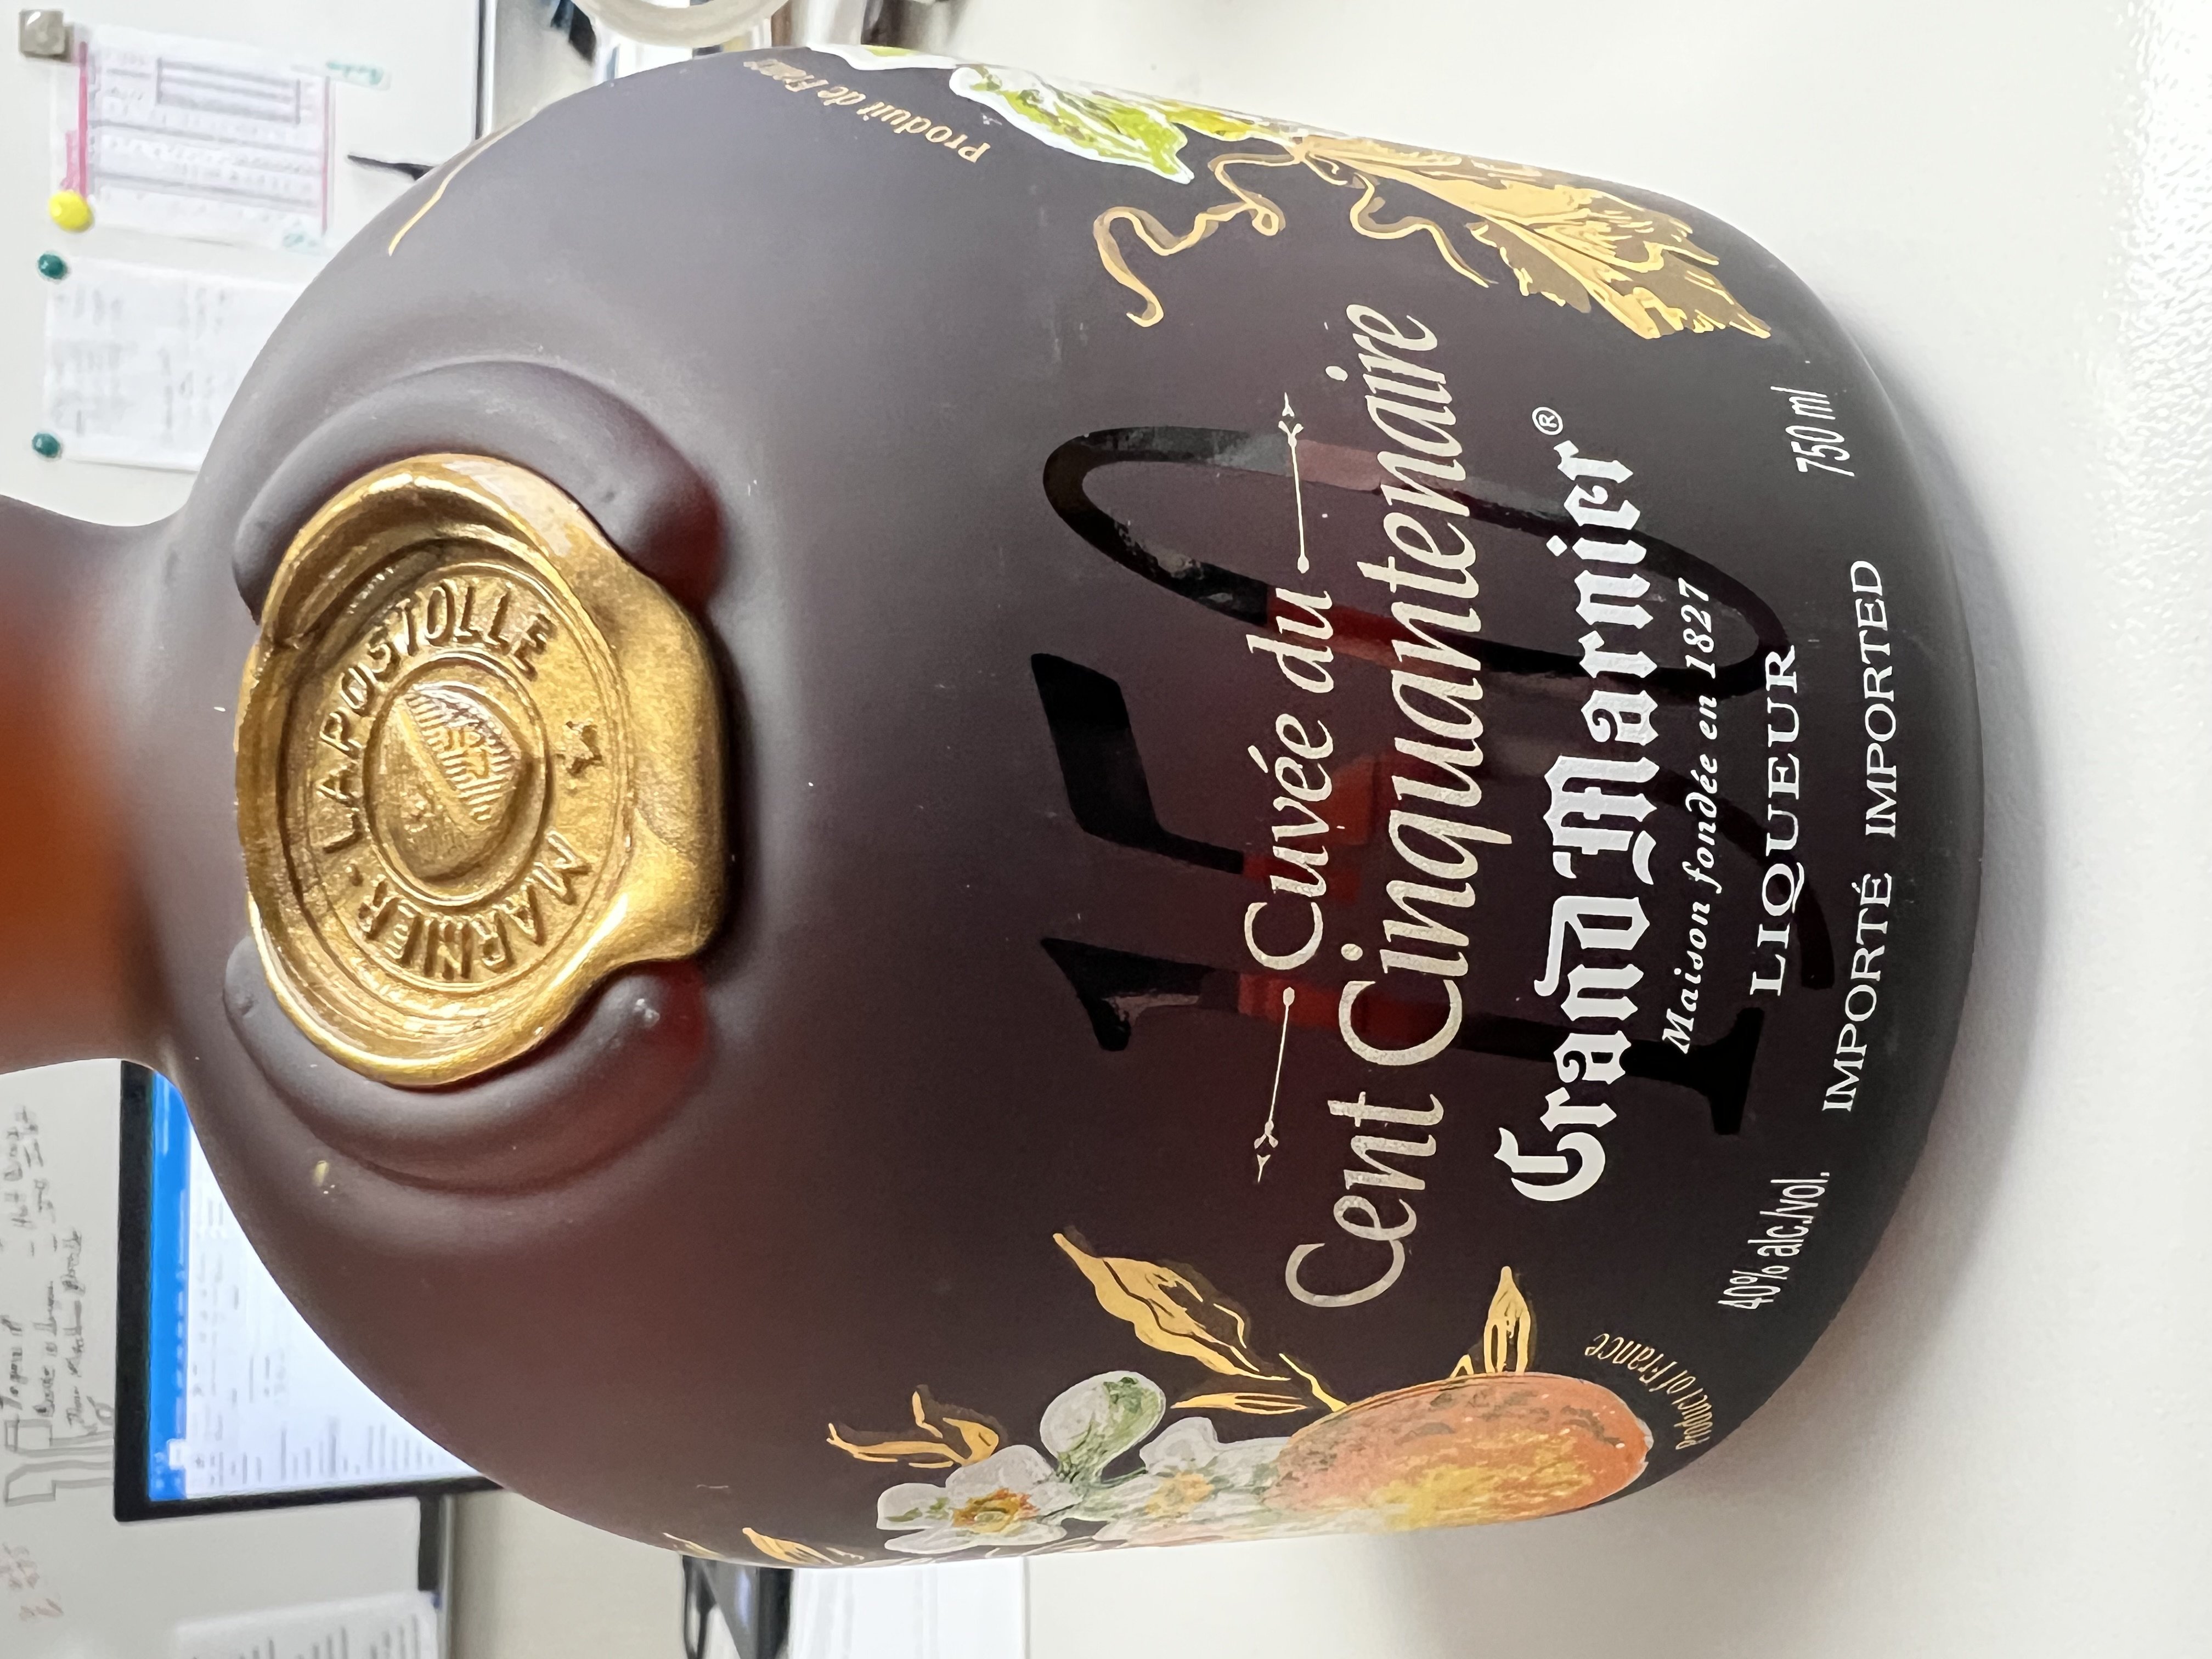 MARNIER-LAPOSTOLLE
Produit de
150
Cuvée du
Cent Cinquantenaire
Grand Marnier®
Maison fondée en 1827
LIQUEUR
40% alc./vol.
IMPORTÉ IMPORTED
750 ml
Product of France